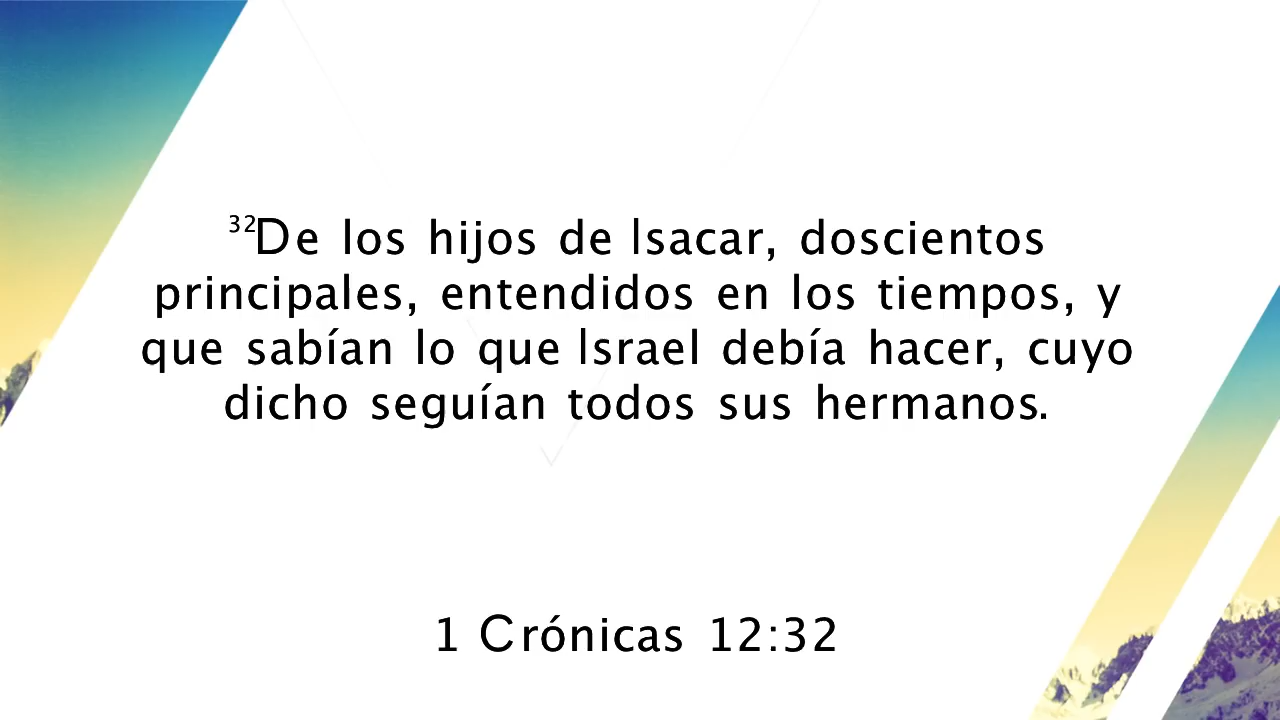 32De los hijos de Isacar, doscientos
principales, entendidos en los tiempos, y
que sabían lo que Israel debía hacer, cuyo
dicho seguían todos sus hermanos.
1 Crónicas 12:32